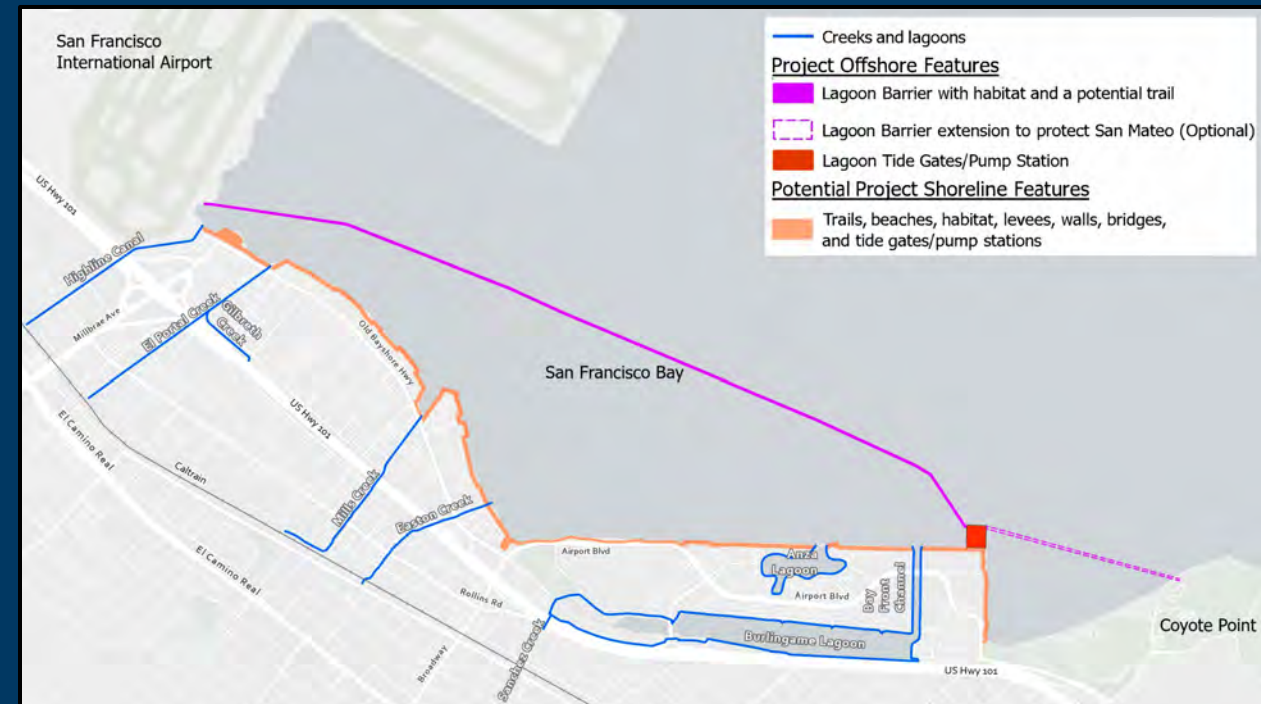 San Francisco
International Airport
Creeks and lagoons
Project Offshore Features
Lagoon Barrier with habitat and a potential trail
Lagoon Barrier extension to protect San Mateo (Optional)
Lagoon Tide Gates/Pump Station
Potential Project Shoreline Features
Trails, beaches, habitat, levees, walls, bridges,
and tide gates/pump stations
US Hwy 101
Highline Canal
Millbrae Ave
El Portal Creek
Gilbreth
Creek
Old Bayshore Hwy
San Francisco Bay
US Hwy 101
El Camino Real
Caltrain
Mills Creek
Easton Creek
El Camino Real
Airport Blvd
Anza
Lagoon
Airport Blvd
Bay
Front
Channel
Rollins Rd
Broadway
Sanchez Creek
Burlingame Lagoon
Coyote Point
US Hwy 101